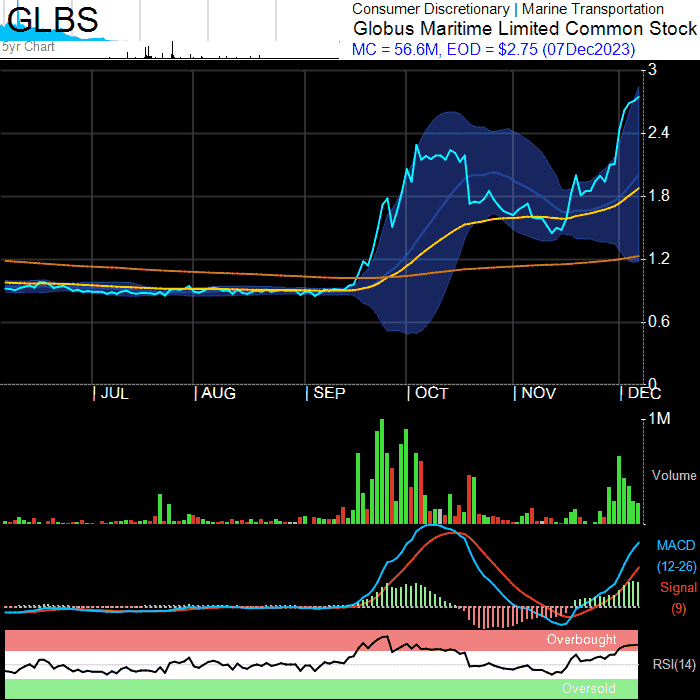 GLBS
5yr Chart
Consumer Discretionary | Marine Transportation
Globus Maritime Limited Common Stock
MC = 56.6M, EOD = $2.75 (07Dec2023)
3
2.4
1.8
1.2
0.6
0
JUL AUG SEP OCT NOV DEC
1M
Volume
MACD
(12-26)
Signal
(9)
Overbought
RSI(14)
Oversold